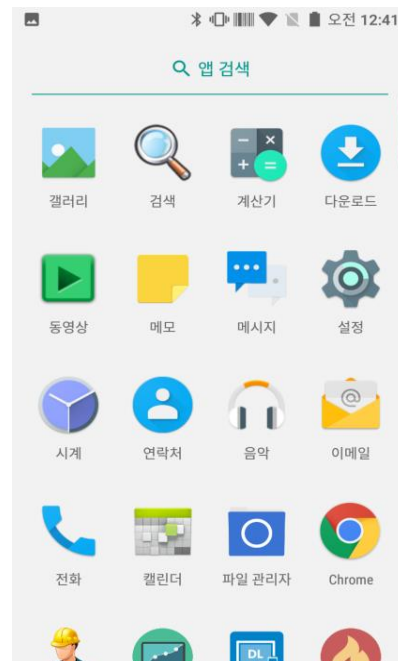 오전 12:41
앱 검색
갤러리 검색 계산기 다운로드
동영상 메모 메시지 설정
시계 연락처 음악 이메일
전화 캘린더 파일 관리자 Chrome
DL